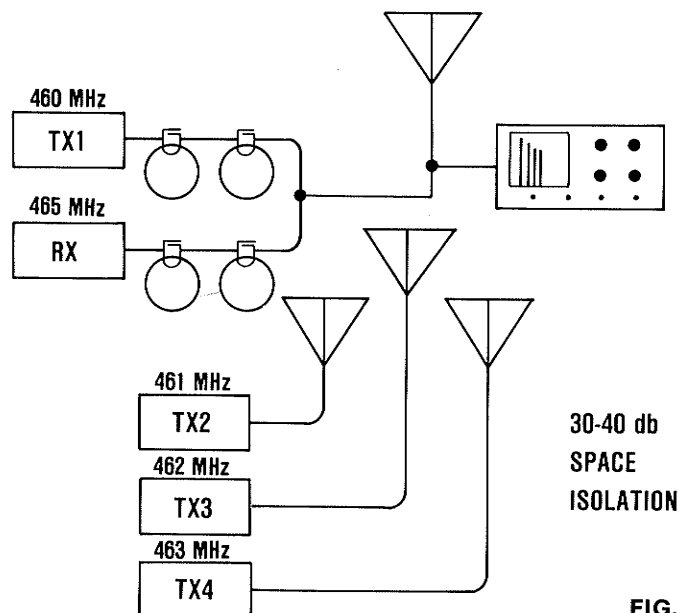 460 MHz
TX1
465 MHz
RX
461 MHz
TX2
462 MHz
TX3
463 MHz
TX4
30-40 db
SPACE
ISOLATION
FIG.